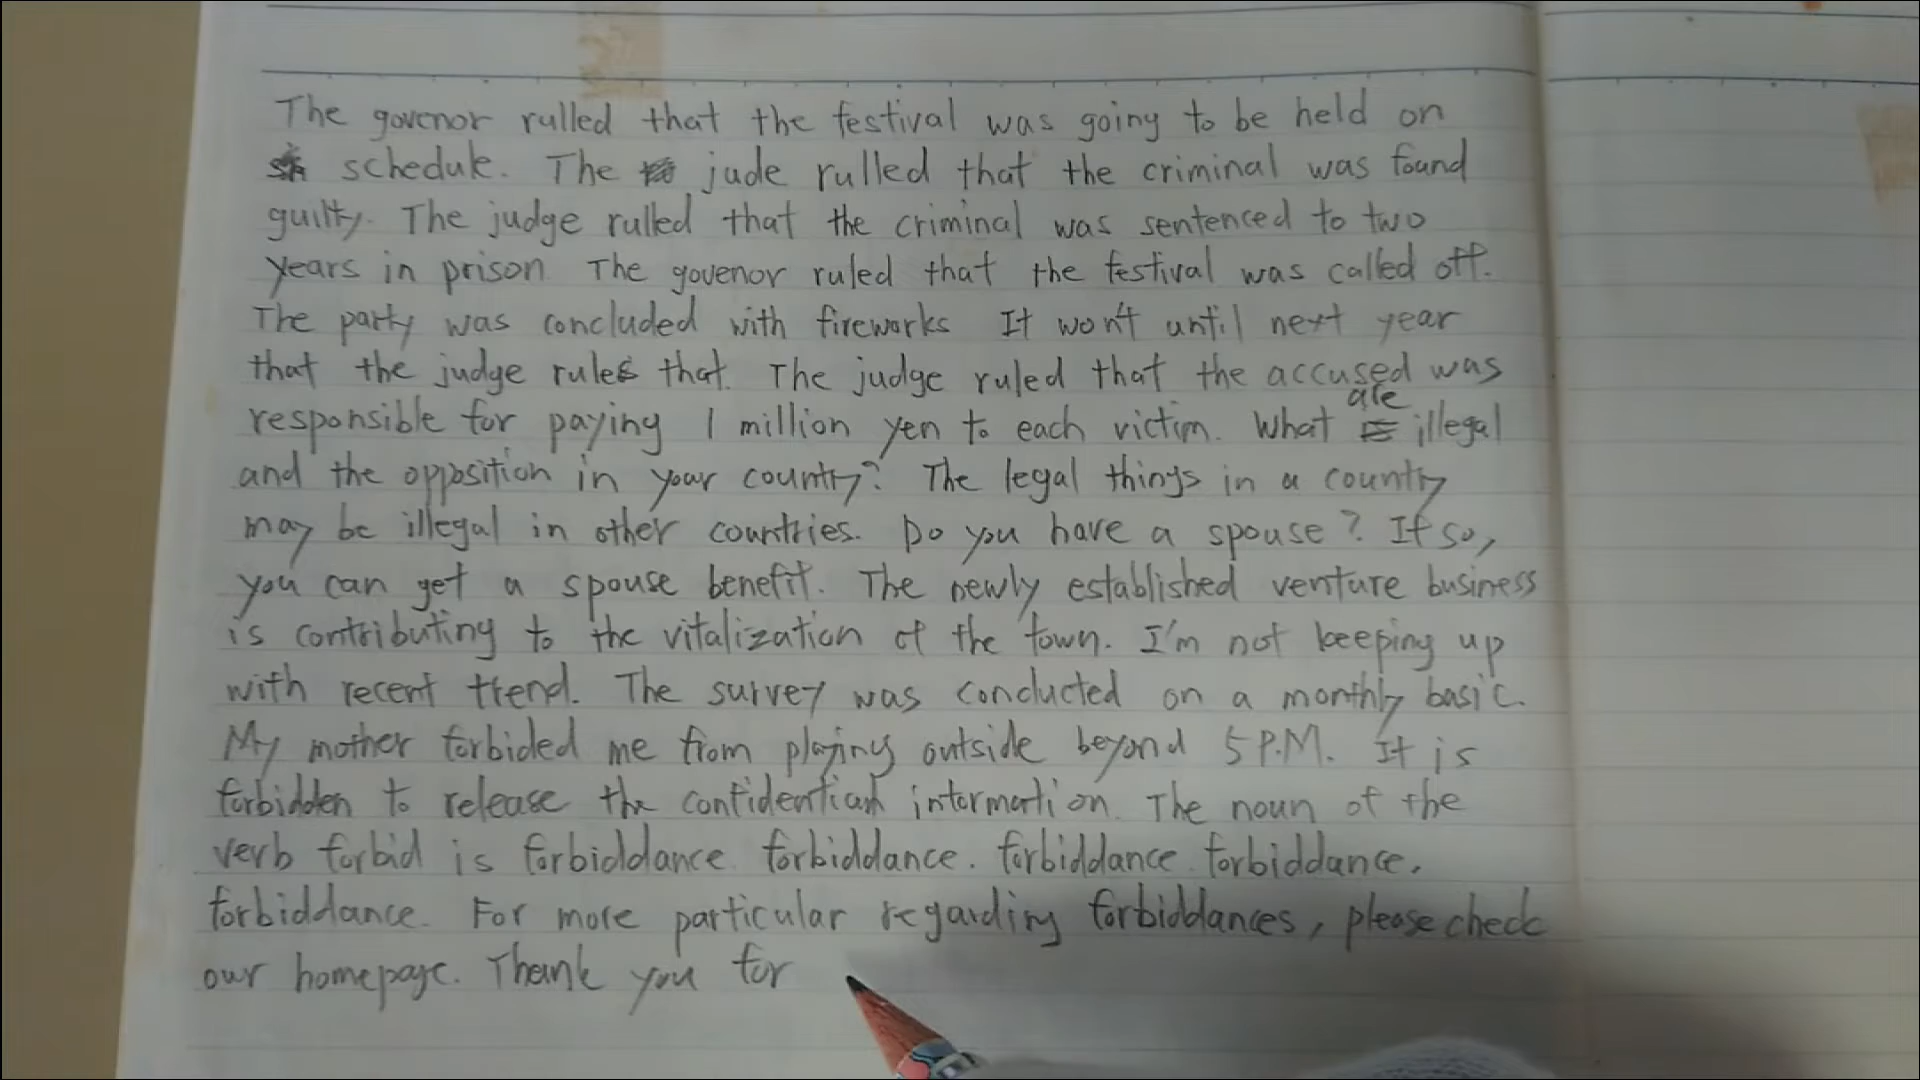 The govenor rulled that the festival was going to be held on
schedule. The jude rulled that the criminal was found
guilty. The judge rulled that the criminal was sentenced to two
years in prison The govenor ruled that the festival was called off.
The party was concluded with fireworks It won't until next year
that the judge rules that. The judge ruled that the accused was
responsible for paying 1 million yen to each victim. What are illegal
and the opposition in your country? The legal things in a country
may be illegal in other countries. Do you have a spouse? If so,
you can get a spouse benefit. The newly established venture business
is contributing to the vitalization of the town. I'm not keeping up
with recent trend. The survey was conducted on a monthly basic.
My mother forbided me from playing outside beyond 5 P.M. It is
forbidden to release the confidential information. The noun of the
verb forbid is forbiddance forbiddance. forbiddance forbiddance.
forbiddance. For more particular regarding forbiddances, please check
our homepage. Thank you for